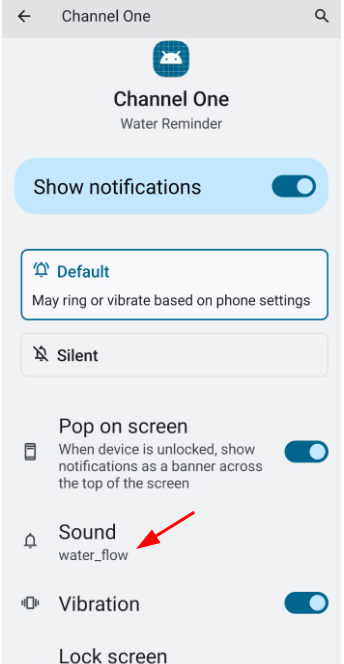 Channel One
Channel One
Water Reminder
Show notifications
Default
May ring or vibrate based on phone settings
Silent
Pop on screen
When device is unlocked, show
notifications as a banner across
the top of the screen
Sound
water_flow
Vibration
Lock screen